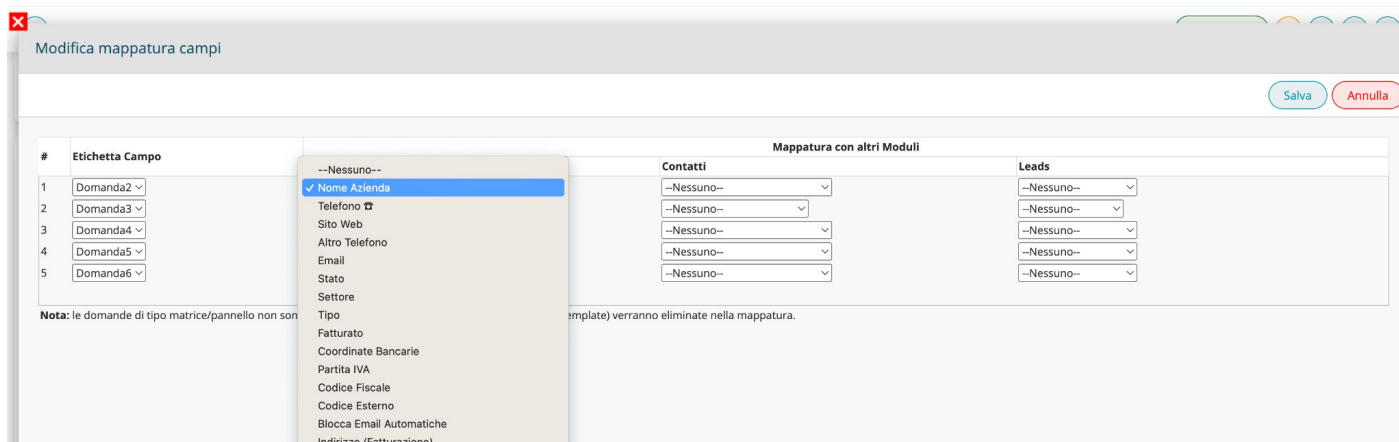 Modifica mappatura campi
Salva Annulla
# Etichetta Campo Mappatura con altri Moduli
Contatti Leads
--Nessuno--
1 Domanda2 ✓ Nome Azienda --Nessuno-- --Nessuno--
2 Domanda3 Telefono ☎ --Nessuno-- --Nessuno--
Sito Web
3 Domanda4 --Nessuno-- --Nessuno--
Altro Telefono
4 Domanda5 --Nessuno-- --Nessuno--
Email
5 Domanda6 --Nessuno-- --Nessuno--
Stato
Settore
Nota: le domande di tipo matrice/pannello non son Tipo emplate) verranno eliminate nella mappatura.
Fatturato
Coordinate Bancarie
Partita IVA
Codice Fiscale
Codice Esterno
Blocca Email Automatiche
Indirizzo (Fatturazione)